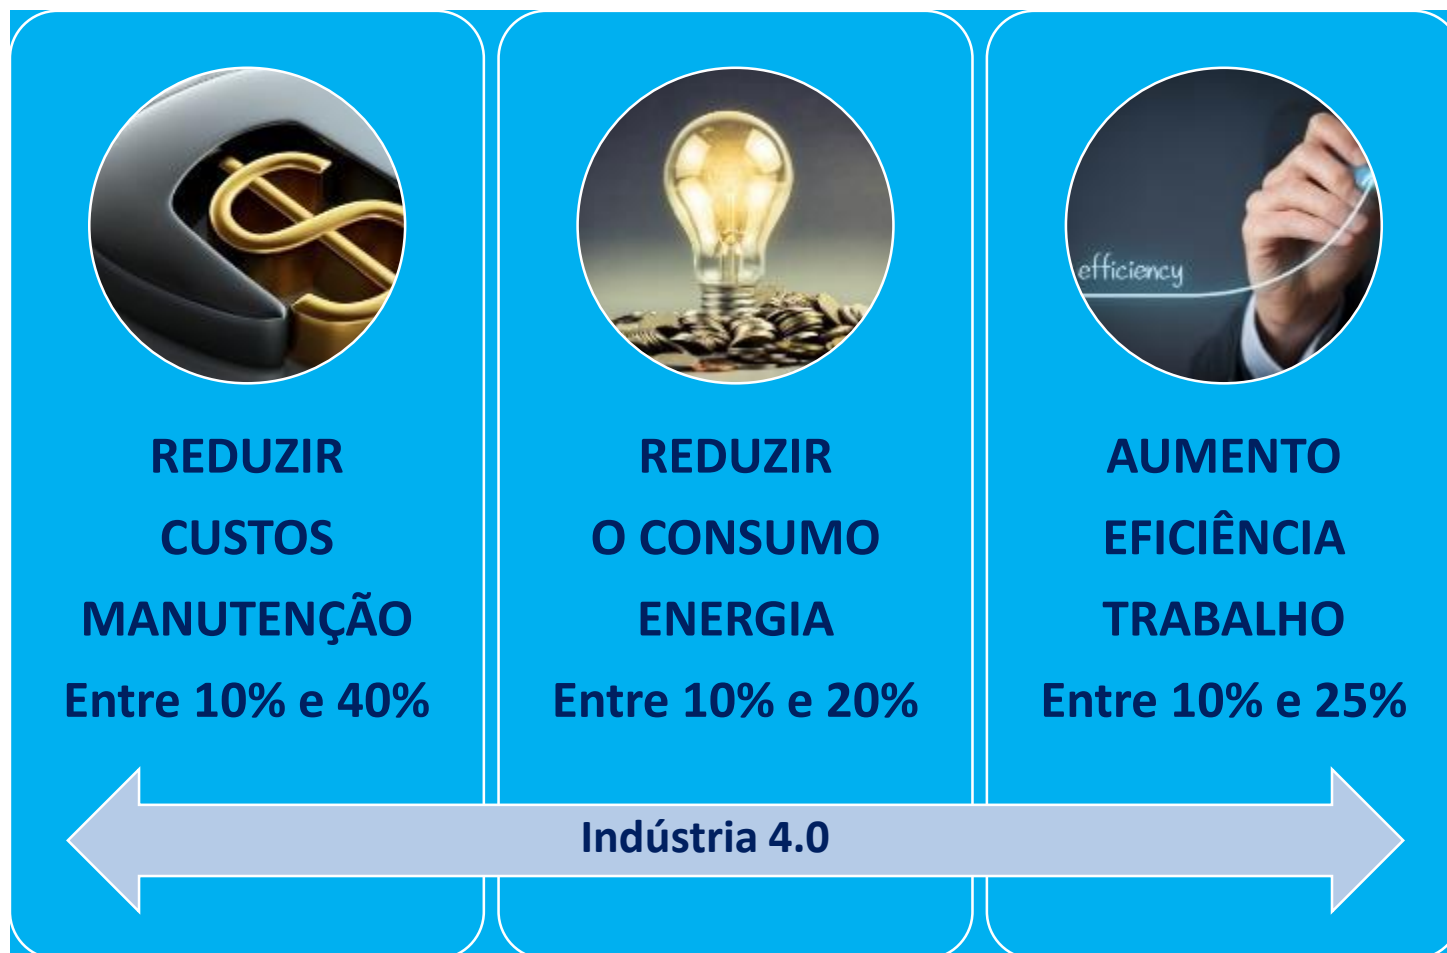 efficiency
REDUZIR
CUSTOS
MANUTENÇÃO
Entre 10% e 40%
REDUZIR
O CONSUMO
ENERGIA
Entre 10% e 20%
AUMENTO
EFICIÊNCIA
TRABALHO
Entre 10% e 25%
Indústria 4.0